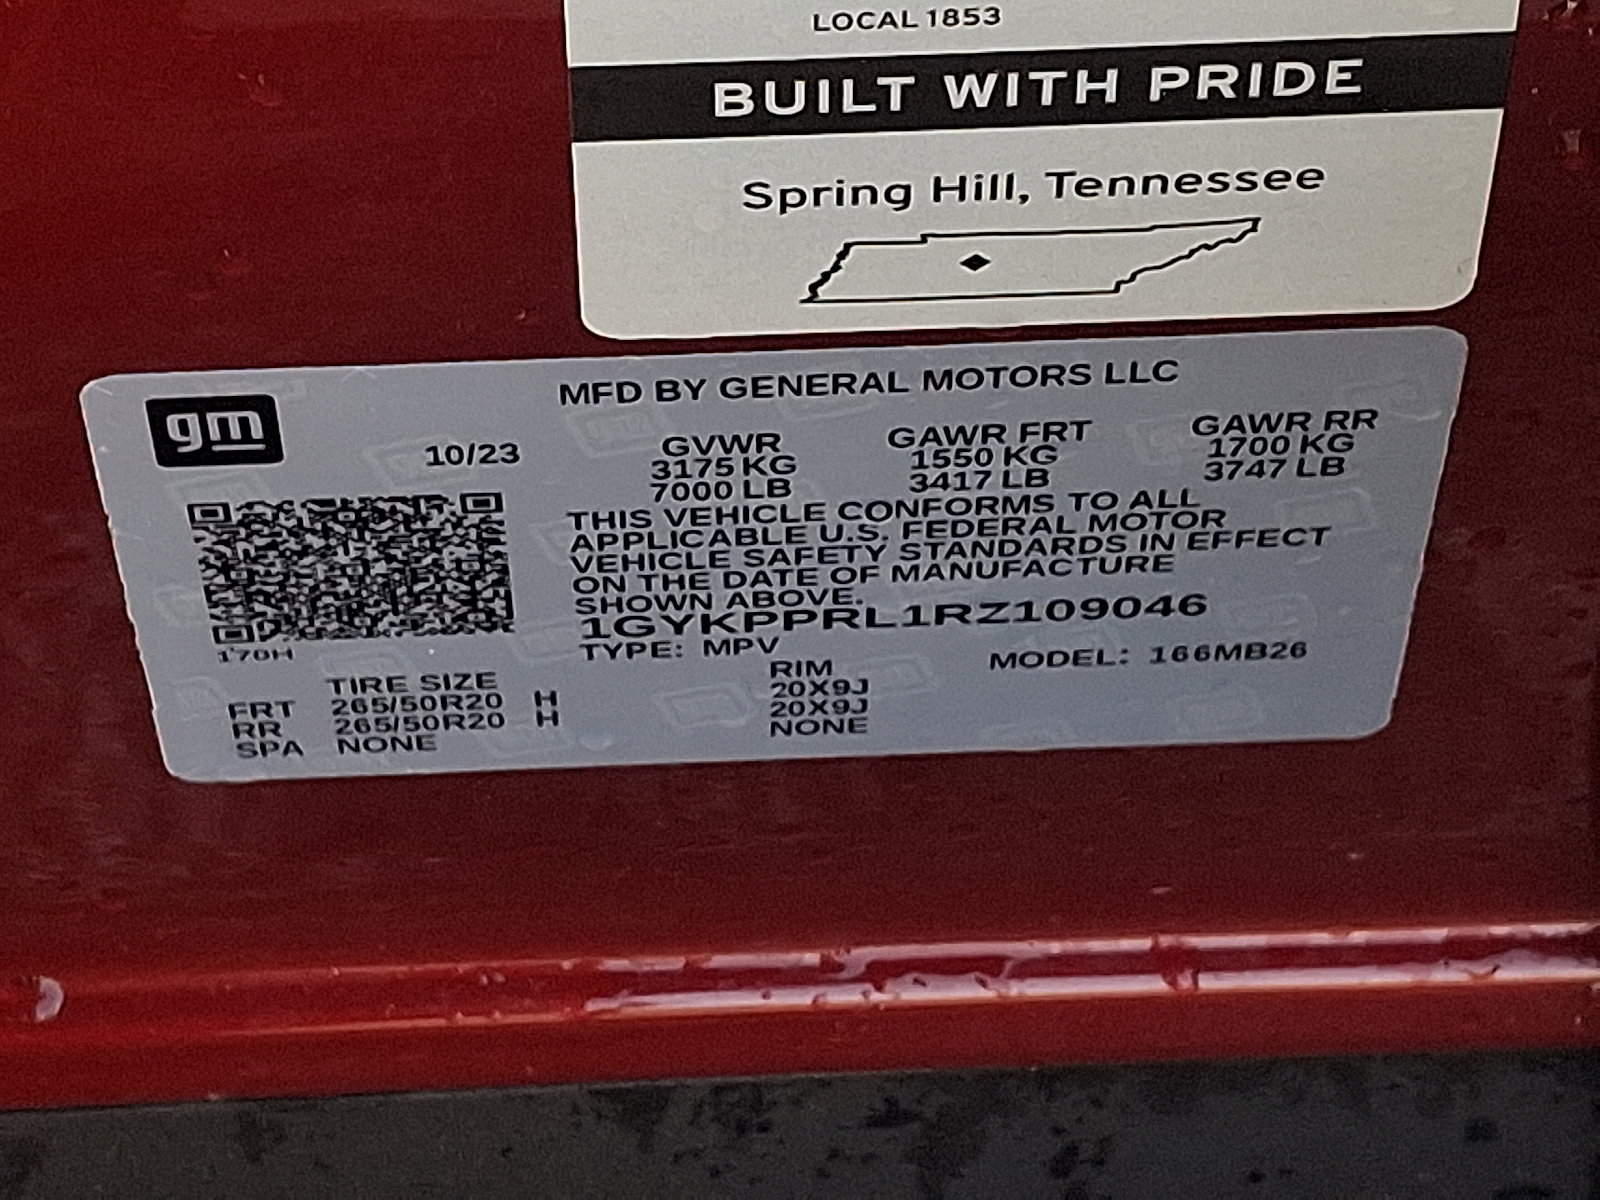 LOCAL 1853
BUILT WITH PRIDE
Spring Hill, Tennessee
gm
MFD BY GENERAL MOTORS LLC
10/23
GVWR
3175 KG
7000 LB
GAWR FRT
1550 KG
3417 LB
GAWR RR
1700 KG
3747 LB
THIS VEHICLE CONFORMS TO ALL
APPLICABLE U.S. FEDERAL MOTOR
VEHICLE SAFETY STANDARDS IN EFFECT
ON THE DATE OF MANUFACTURE
SHOWN ABOVE.
1GYKPPRL1RZ109046
170H
TYPE: MPV
MODEL: 166MB26
TIRE SIZE RIM
FRT 265/50R20 H 20X9J
RR 265/50R20 H 20X9J
SPA NONE NONE